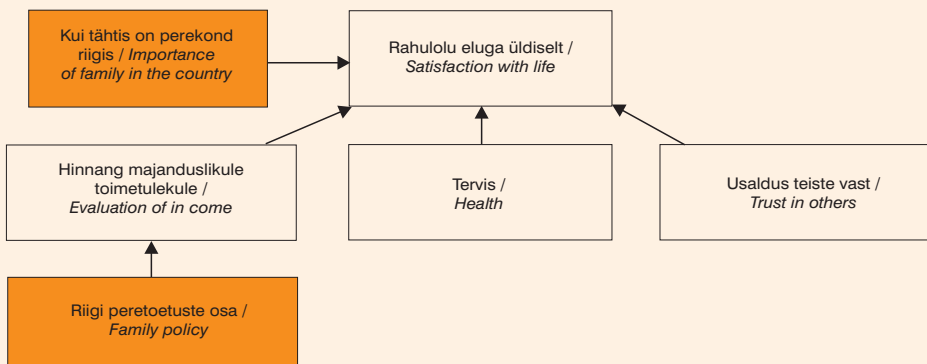 Kui tähtis on perekond
riigis / Importance
of family in the country
Rahulolu eluga üldiselt /
Satisfaction with life
Hinnang majanduslikule
toimetulekule /
Evaluation of in come
Tervis /
Health
Usaldus teiste vast /
Trust in others
Riigi peretoetuste osa /
Family policy